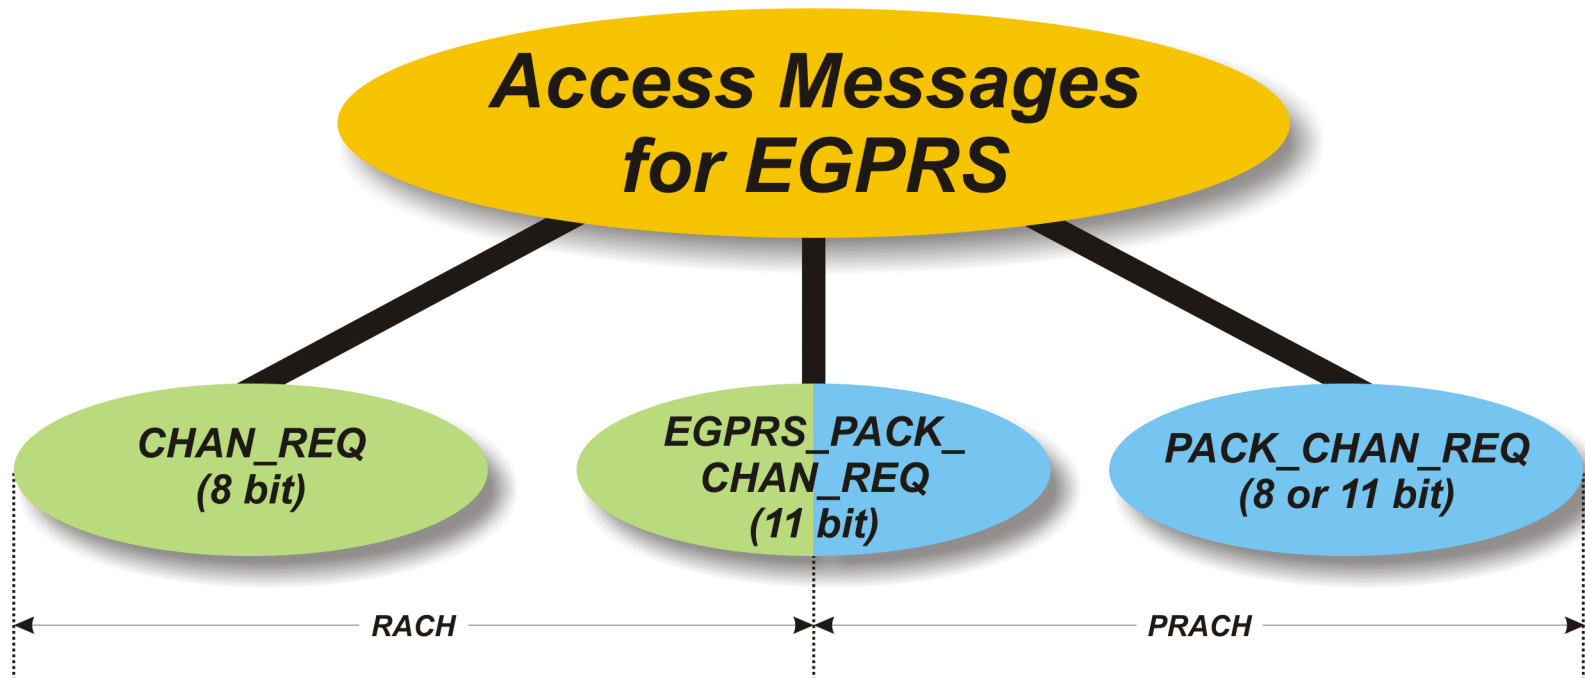 Access Messages
for EGPRS
CHAN_REQ
(8 bit)
EGPRS_PACK_
CHAN_REQ
(11 bit)
PACK_CHAN_REQ
(8 or 11 bit)
RACH
PRACH